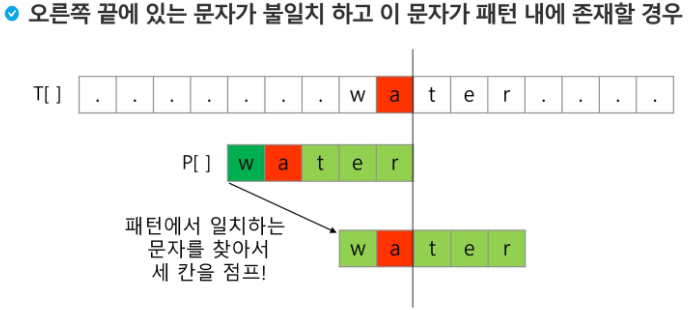 오른쪽 끝에 있는 문자가 불일치 하고 이 문자가 패턴 내에 존재할 경우
T[ ] . . . . . . . w a t e r . . . .
P[ ] w a t e r
패턴에서 일치하는
문자를 찾아서
세 칸을 점프!
w a t e r